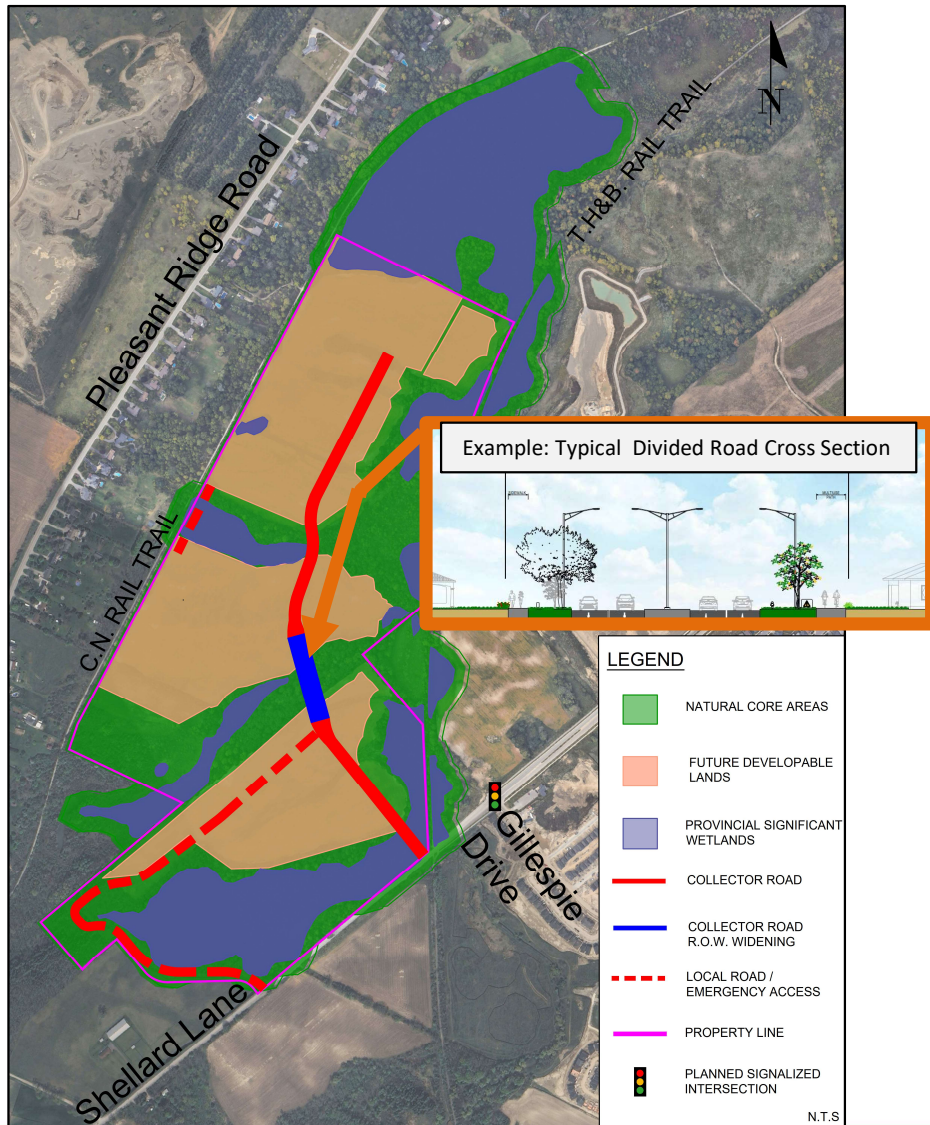 N
T.H&B. RAIL TRAIL
Pleasant Ridge Road
Example: Typical Divided Road Cross Section
SIDEWALK
C.N. RAIL TRAIL
Gillespie
Drive
Shellard Lane
LEGEND
NATURAL CORE AREAS
FUTURE DEVELOPABLE
LANDS
PROVINCIAL SIGNIFICANT
WETLANDS
COLLECTOR ROAD
COLLECTOR ROAD
R.O.W. WIDENING
LOCAL ROAD /
EMERGENCY ACCESS
PROPERTY LINE
PLANNED SIGNALIZED
INTERSECTION
N.T.S